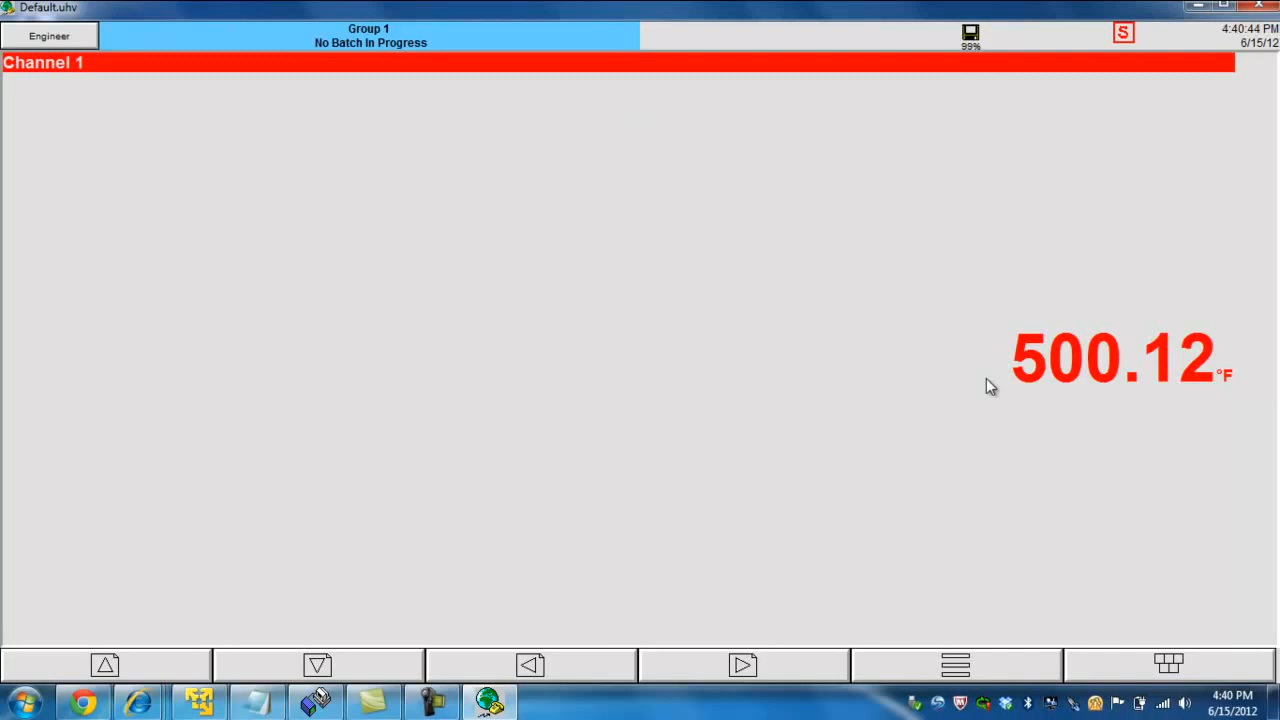 Default.uhv
Engineer
Group 1
No Batch In Progress
99%
S
4:40:44 PM
6/15/12
Channel 1
500.12 °F
4:40 PM
6/15/2012